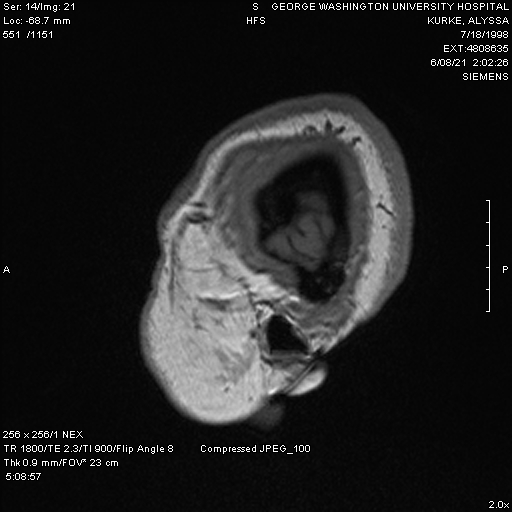 Ser: 14/Img: 21
Loc: -68.7 mm
551 /1151
S
HFS
GEORGE WASHINGTON UNIVERSITY HOSPITAL
KURKE, ALYSSA
7/18/1998
EXT:4808635
6/08/21 2:02:26
SIEMENS
A
P
256 x 256/1 NEX
TR 1800/TE 2.3/TI 900/Flip Angle 8
Compressed JPEG_100
Thk 0.9 mm/FOV* 23 cm
5:08:57
2.0x